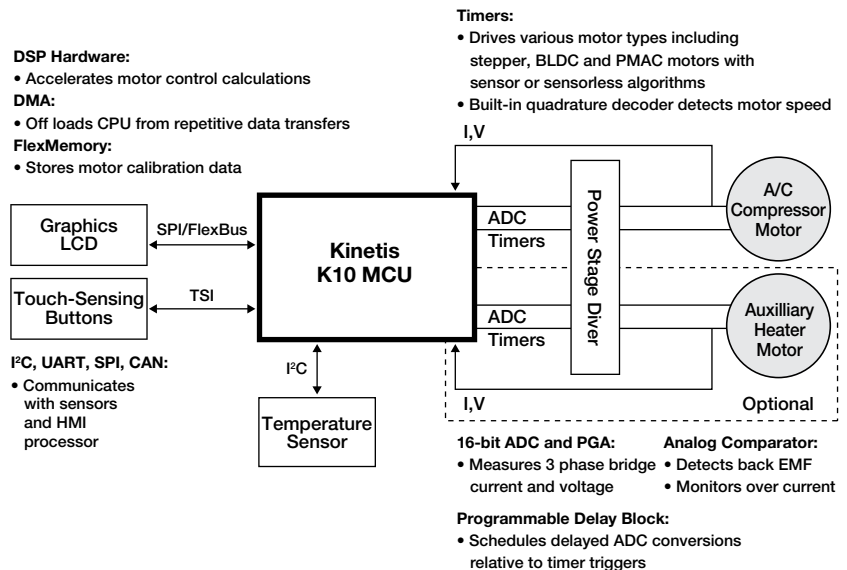 DSP Hardware:
• Accelerates motor control calculations
DMA:
• Off loads CPU from repetitive data transfers
FlexMemory:
• Stores motor calibration data
Timers:
• Drives various motor types including
stepper, BLDC and PMAC motors with
sensor or sensorless algorithms
• Built-in quadrature decoder detects motor speed
I,V
Graphics
LCD
SPI/FlexBus
Touch-Sensing
Buttons
TSI
Kinetis
K10 MCU
ADC
Timers
ADC
Timers
Power Stage Diver
A/C
Compressor
Motor
Auxilliary
Heater
Motor
Optional
I,V
I²C
Temperature
Sensor
I²C, UART, SPI, CAN:
• Communicates
with sensors
and HMI
processor
16-bit ADC and PGA:
• Measures 3 phase bridge
current and voltage
Analog Comparator:
• Detects back EMF
• Monitors over current
Programmable Delay Block:
• Schedules delayed ADC conversions
relative to timer triggers